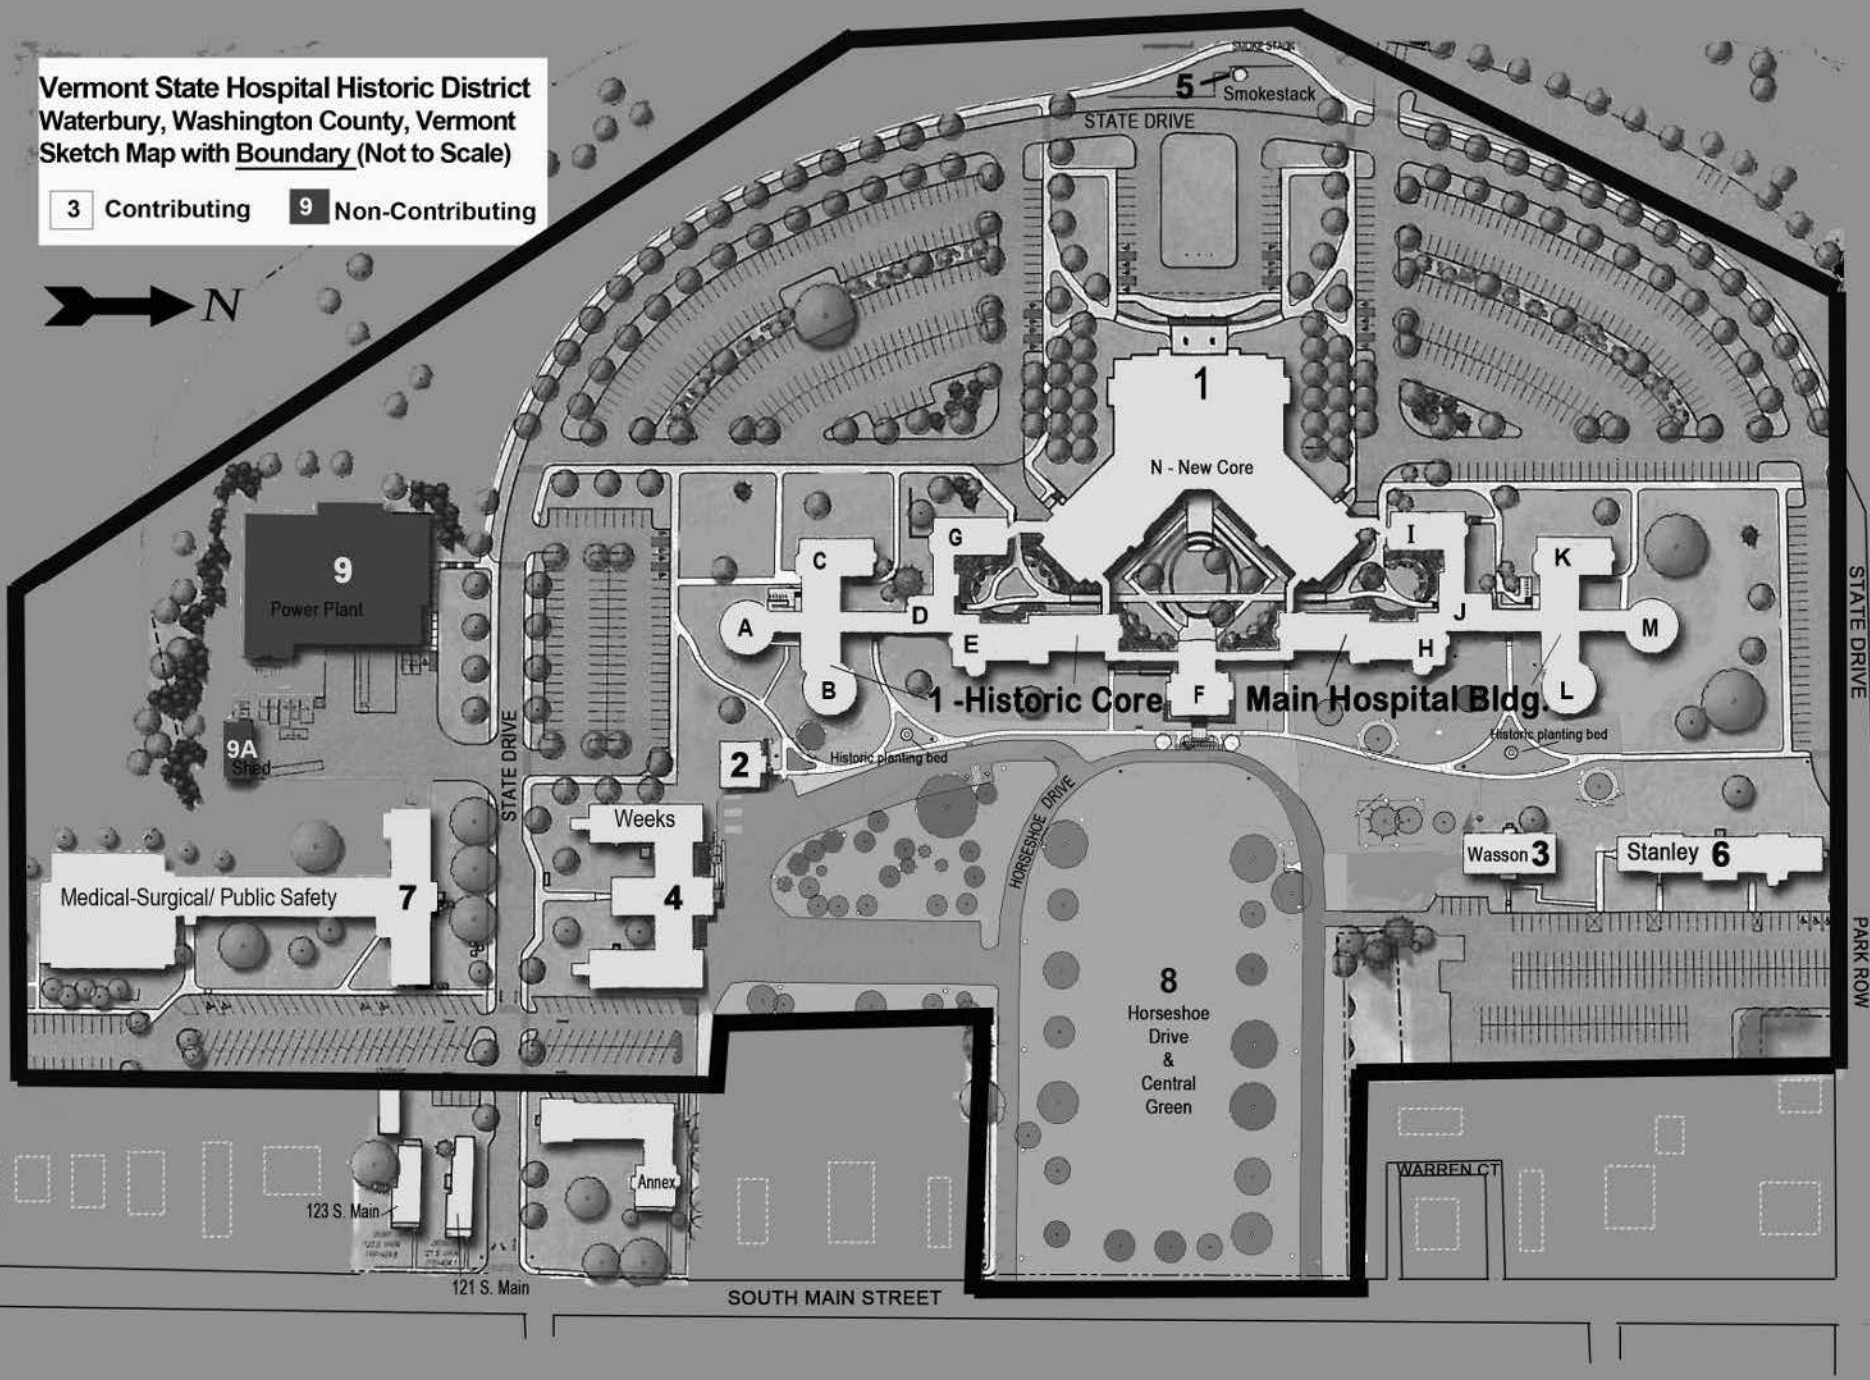 Vermont State Hospital Historic District
Waterbury, Washington County, Vermont
Sketch Map with Boundary (Not to Scale)
3 Contributing
9 Non-Contributing
N
SMOKE STACK
5
Smokestack
STATE DRIVE
1
N - New Core
G
I
C
K
9
Power Plant
A
D
E
J
H
M
B
F
L
1 -Historic Core
Main Hospital Bldg.
STATE DRIVE
STATE DRIVE
9A
Shed
2
Historic planting bed
Historic planting bed
HORSESHOE DRIVE
Weeks
4
Wasson 3
Stanley 6
Medical-Surgical/ Public Safety
7
PARK ROW
8
Horseshoe
Drive
&
Central
Green
WARREN CT
Annex
123 S. Main
121 S. Main
SOUTH MAIN STREET